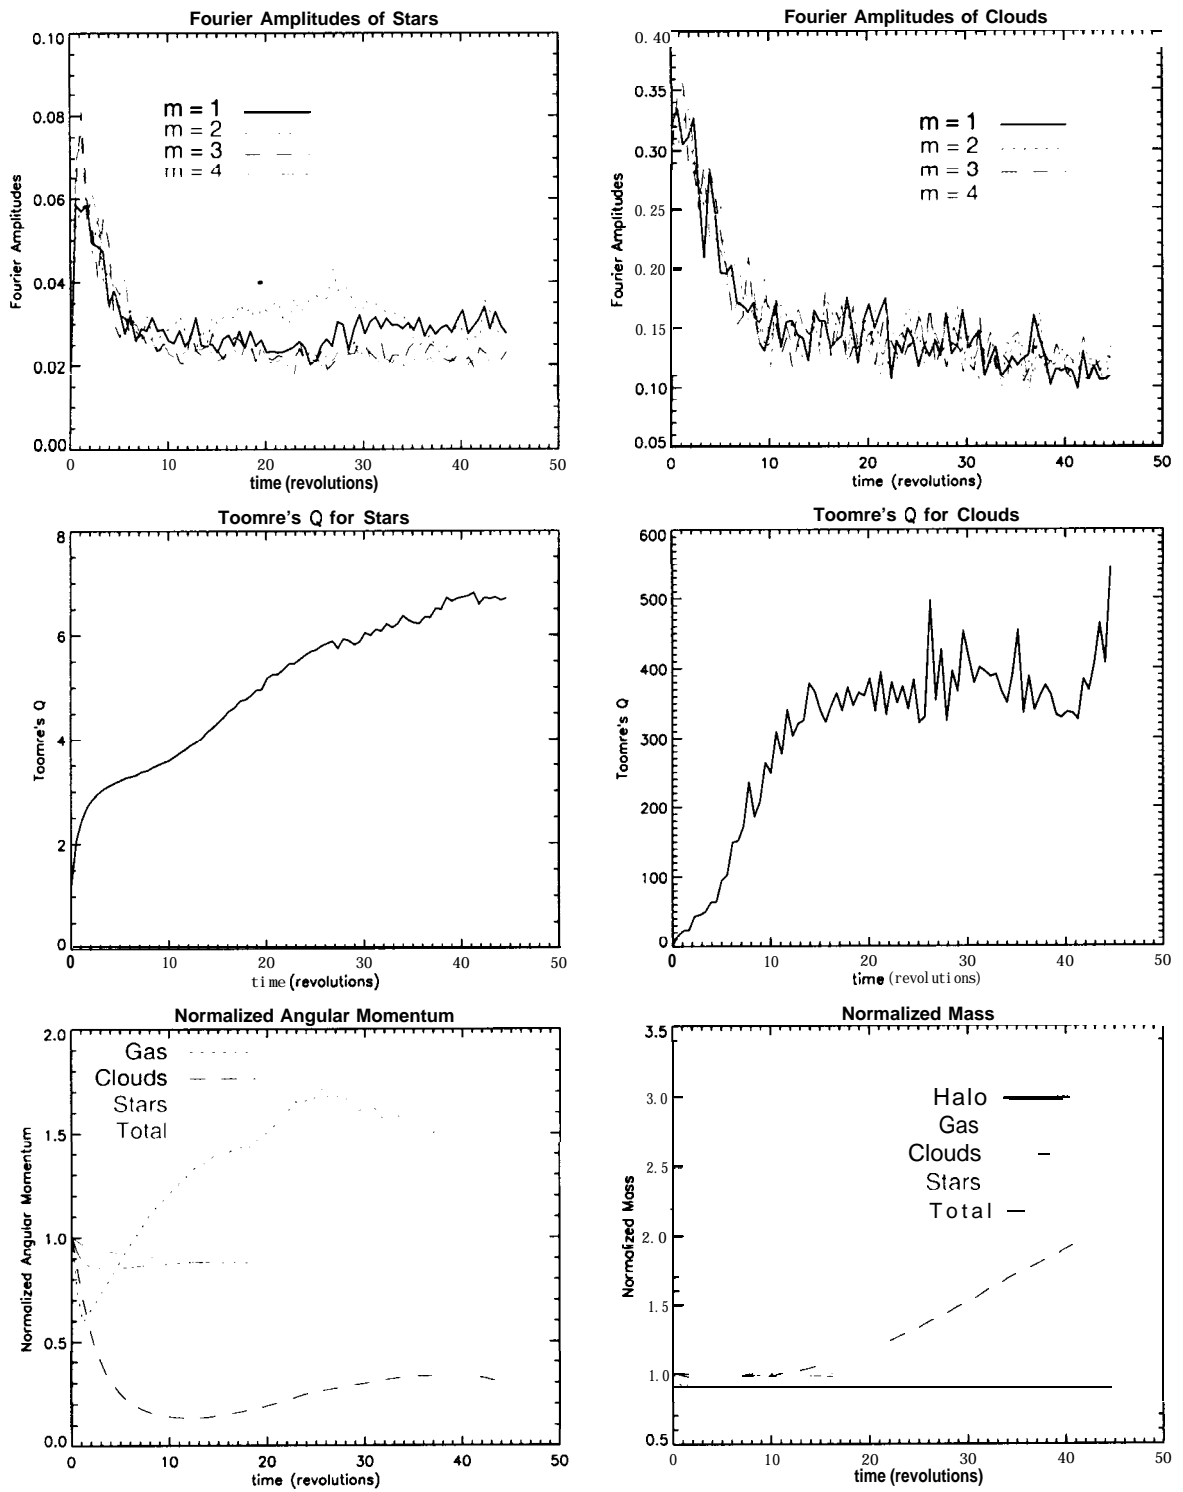 Fourier Amplitudes of Stars
0.10
0.08
0.06
0.04
0.02
0.00
Fourier Amplitudes
m = 1
m = 2
m = 3
m = 4
0 10 20 30 40 50
time (revolutions)
Fourier Amplitudes of Clouds
0.40
0.35
0.30
0.25
0.20
0.15
0.10
0.05
Fourier Amplitudes
m = 1
m = 2
m = 3
m = 4
0 10 20 30 40 50
time (revolutions)
Toomre's Q for Stars
8
6
4
2
0
Toomre's Q
0 10 20 30 40 50
time (revolutions)
Toomre's Q for Clouds
600
500
400
300
200
100
0
Toomre's Q
0 10 20 30 40 50
time (revolutions)
Normalized Angular Momentum
2.0
1.5
1.0
0.5
0.0
Normalized Angular Momentum
Gas
Clouds
Stars
Total
0 10 20 30 40 50
time (revolutions)
Normalized Mass
3.5
3.0
2.5
2.0
1.5
1.0
0.5
Normalized Mass
Halo
Gas
Clouds
Stars
Total
0 10 20 30 40 50
time (revolutions)